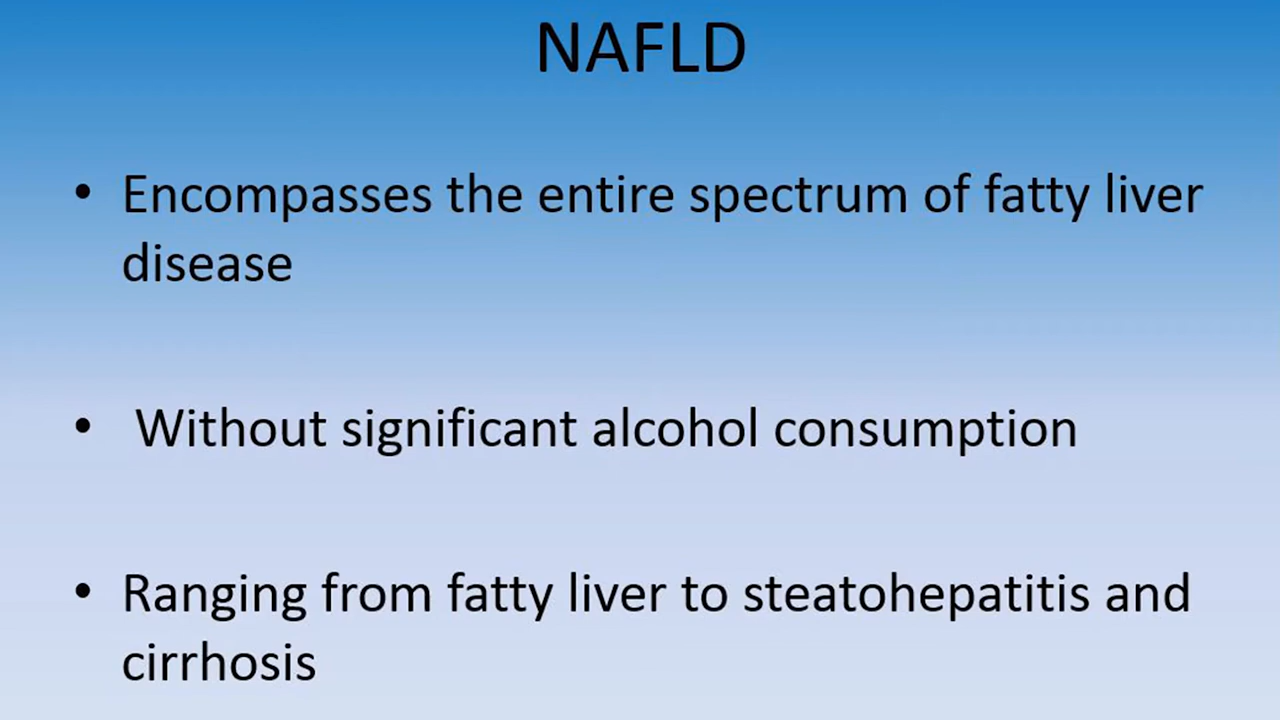 NAFLD
• Encompasses the entire spectrum of fatty liver
disease
• Without significant alcohol consumption
• Ranging from fatty liver to steatohepatitis and
cirrhosis